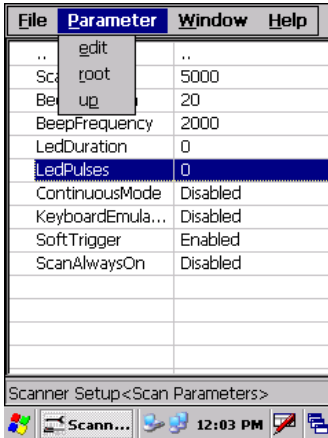 File Parameter Window Help
edit
root
up
.. ..
Sca 5000
Be 20
BeepFrequency 2000
LedDuration 0
LedPulses 0
ContinuousMode Disabled
KeyboardEmula... Disabled
SoftTrigger Enabled
ScanAlwaysOn Disabled
Scanner Setup<Scan Parameters>
Scann... 12:03 PM